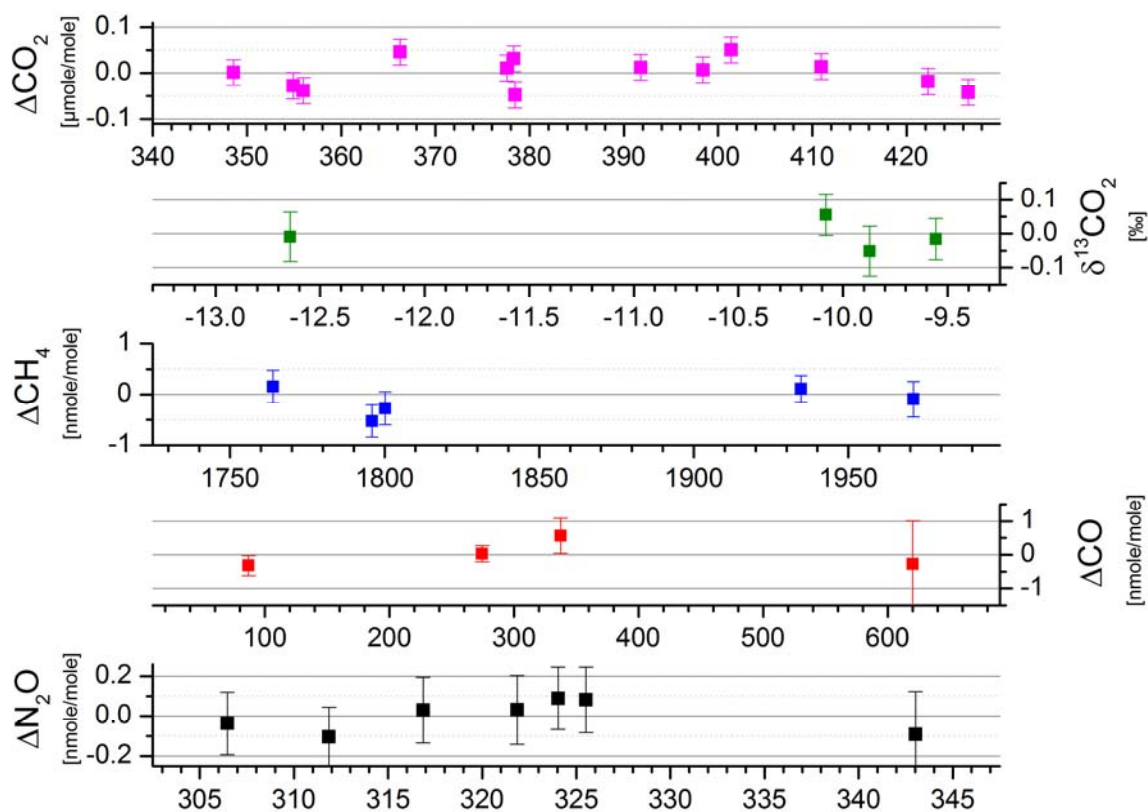 ΔCO₂
[µmole/mole]
0.1
0.0
-0.1
340 350 360 370 380 390 400 410 420
0.1
0.0
-0.1
δ¹³CO₂
[‰]
-13.0 -12.5 -12.0 -11.5 -11.0 -10.5 -10.0 -9.5
ΔCH₄
[nmole/mole]
1
0
-1
1750 1800 1850 1900 1950
1
0
-1
ΔCO
[nmole/mole]
100 200 300 400 500 600
ΔN₂O
[nmole/mole]
0.2
0.0
-0.2
305 310 315 320 325 330 335 340 345